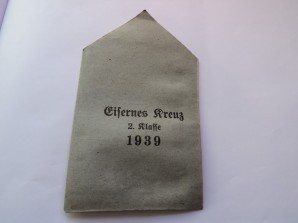 Eisernes Kreuz
2. Klasse
1939